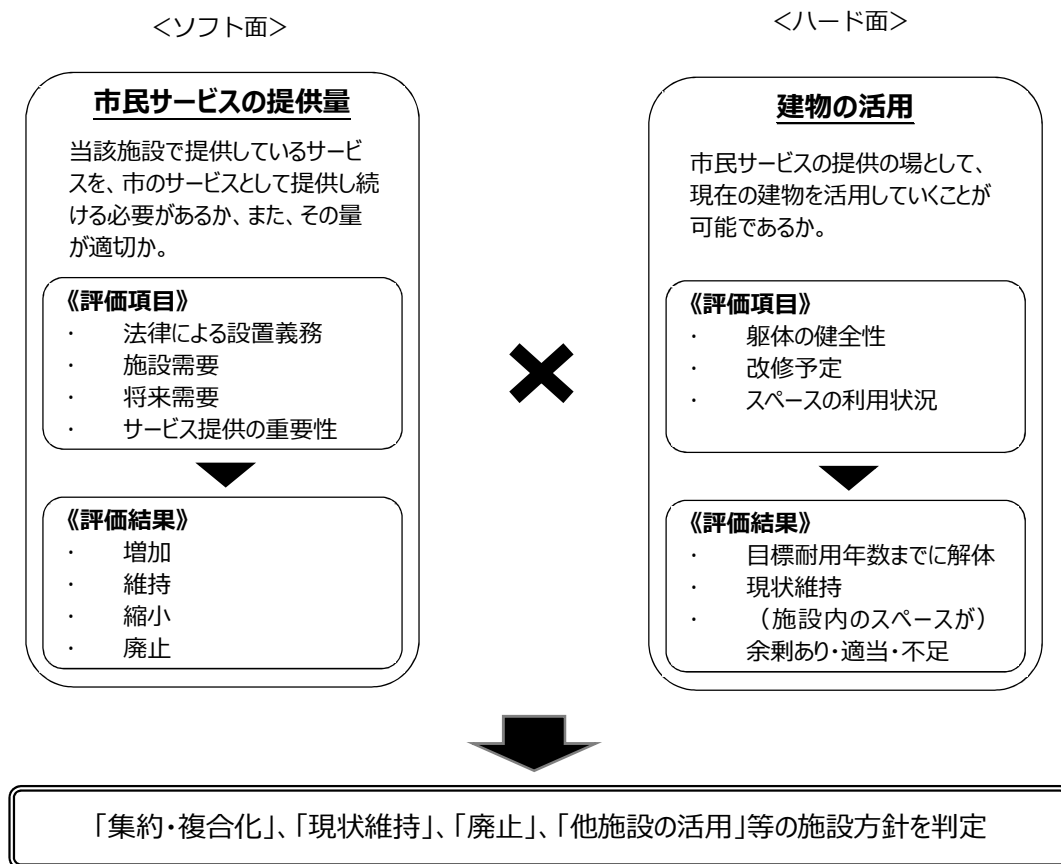 <ソフト面>
市民サービスの提供量
当該施設で提供しているサービ
スを、市のサービスとして提供し続
ける必要があるか、また、その量
が適切か。
《評価項目》
・ 法律による設置義務
・ 施設需要
・ 将来需要
・ サービス提供の重要性
《評価結果》
・ 増加
・ 維持
・ 縮小
・ 廃止
<ハード面>
建物の活用
市民サービスの提供の場として、
現在の建物を活用していくことが
可能であるか。
《評価項目》
・ 躯体の健全性
・ 改修予定
・ スペースの利用状況
《評価結果》
・ 目標耐用年数までに解体
・ 現状維持
・ （施設内のスペースが）
余剰あり・適当・不足
「集約・複合化」、「現状維持」、「廃止」、「他施設の活用」等の施設方針を判定